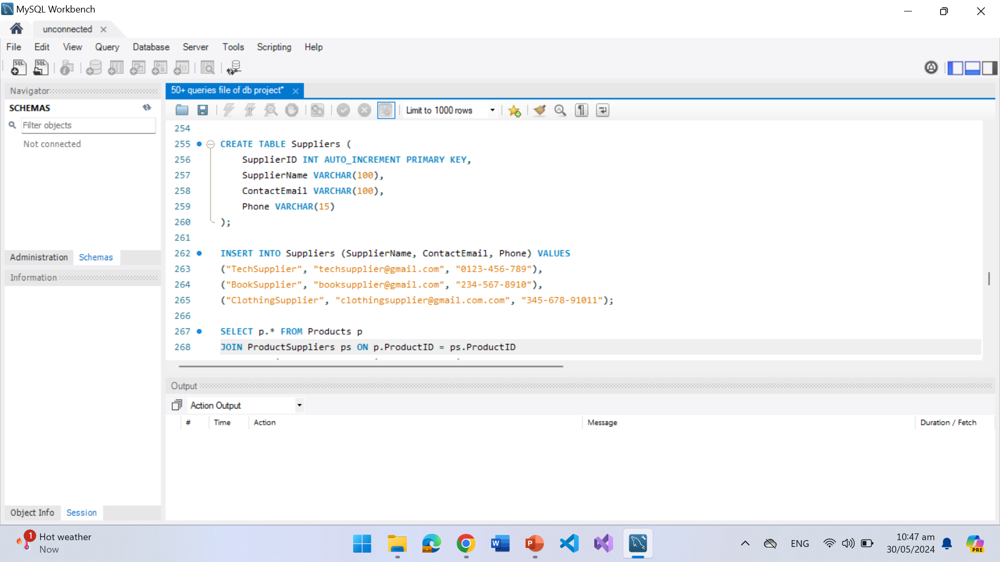 MySQL Workbench
unconnected
File Edit View Query Database Server Tools Scripting Help
SQL SQL
Navigator
SCHEMAS
Filter objects
Not connected
Administration Schemas
Information
Object Info Session
50+ queries file of db project*
Limit to 1000 rows
254
255 CREATE TABLE Suppliers (
256 SupplierID INT AUTO_INCREMENT PRIMARY KEY,
257 SupplierName VARCHAR(100),
258 ContactEmail VARCHAR(100),
259 Phone VARCHAR(15)
260 );
261
262 INSERT INTO Suppliers (SupplierName, ContactEmail, Phone) VALUES
263 ("TechSupplier", "techsupplier@gmail.com", "0123-456-789"),
264 ("BookSupplier", "booksupplier@gmail.com", "234-567-8910"),
265 ("ClothingSupplier", "clothingsupplier@gmail.com.com", "345-678-91011");
266
267 SELECT p.* FROM Products p
268 JOIN ProductSuppliers ps ON p.ProductID = ps.ProductID
Output
Action Output
# Time Action Message Duration / Fetch
1 Hot weather
Now
W P
ENG
10:47 am
30/05/2024
PRE